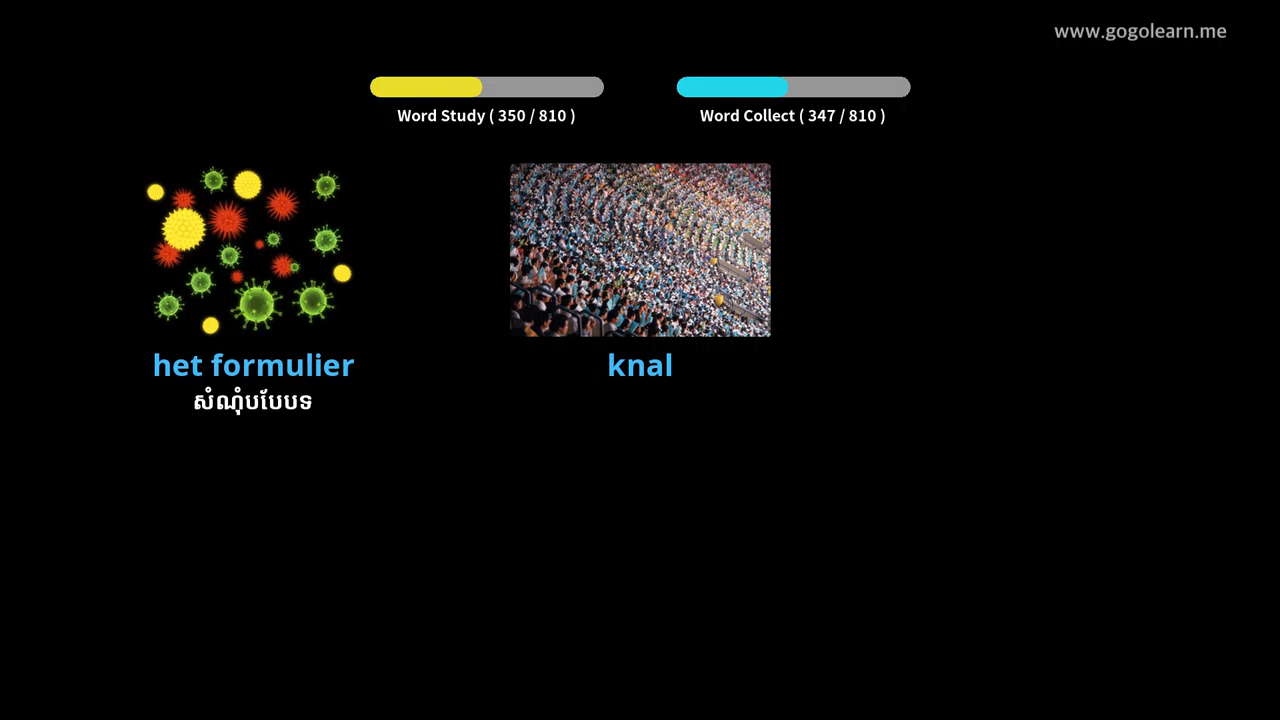 www.gogolearn.me
Word Study ( 350 / 810 )
Word Collect ( 347 / 810 )
het formulier
សំណុំបបែបទ
knal